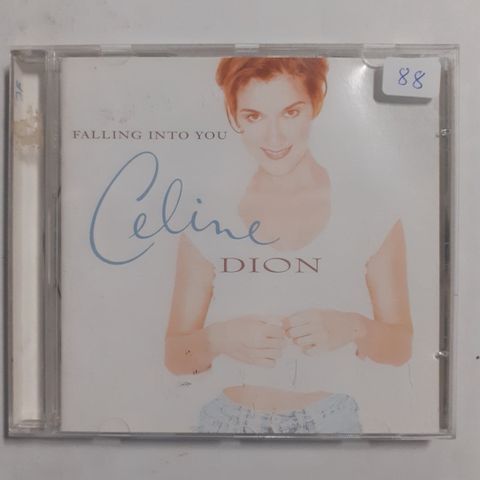 88
FALLING INTO YOU
Celine
DION